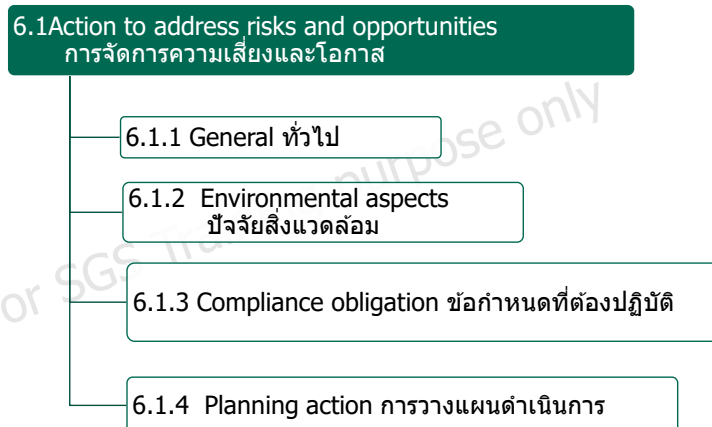 6.1Action to address risks and opportunities
การจัดการความเสี่ยงและโอกาส
6.1.1 General ทั่วไป
6.1.2 Environmental aspects
ปัจจัยสิ่งแวดล้อม
6.1.3 Compliance obligation ข้อกำหนดที่ต้องปฏิบัติ
6.1.4 Planning action การวางแผนดำเนินการ
or SGS Tra urpose only